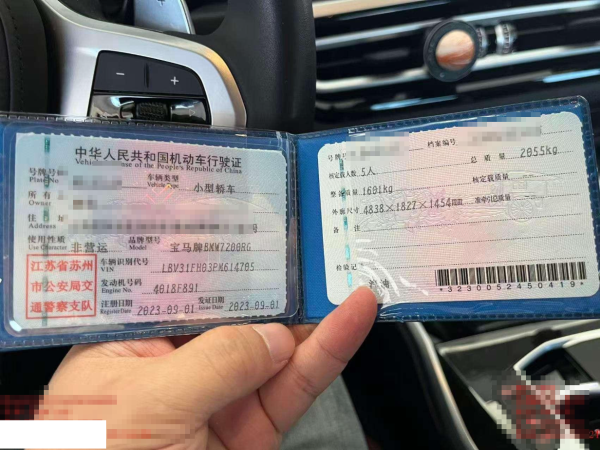 中华人民共和国机动车行驶证
Vehicle License of the People's Republic of China
号牌号码
Plate No.
车辆类型 小型轿车
Vehicle Type
所有
Owner
住
Address
使用性质 非营运
Use Character
品牌型号 宝马牌BMW7200RG
Model
江苏省苏州
市公安局交
通警察支队
车辆识别代号 LBV31FH03PM614705
VIN
发动机号码 4018F891
Engine No.
注册日期 2023-09-01
Register Date
发证日期 2023-09-01
Issue Date
档案编号
核定载人数 5人
总质量 2055kg
整备质量 1601kg
核定载质量
外廓尺寸 4838×1827×1454mm
准牵引总质量
备注
检验记
*3230052450419*
− +